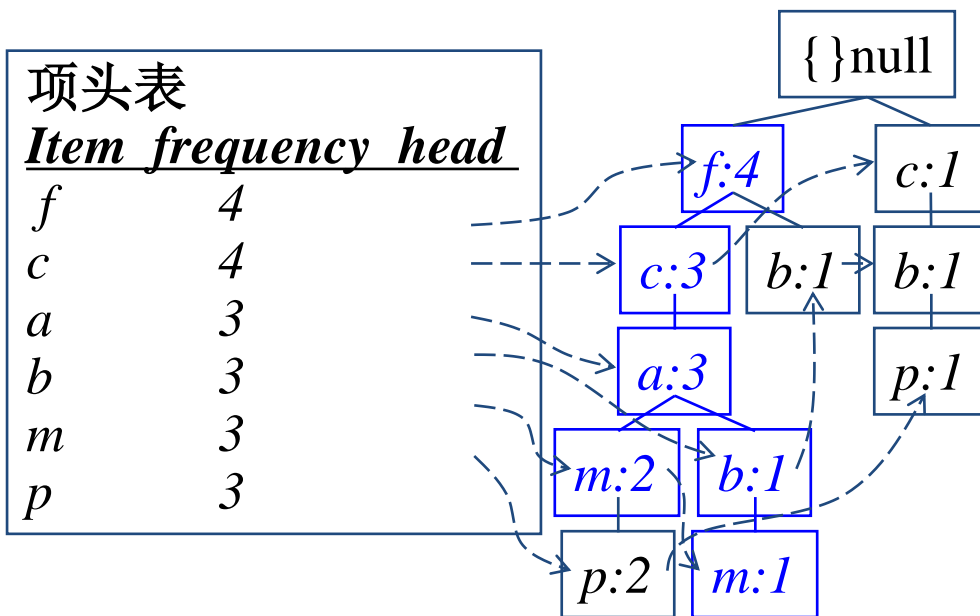 项头表
Item frequency head
f 4
c 4
a 3
b 3
m 3
p 3
{}null
f:4
c:1
c:3
b:1
b:1
a:3
p:1
m:2
b:1
p:2
m:1